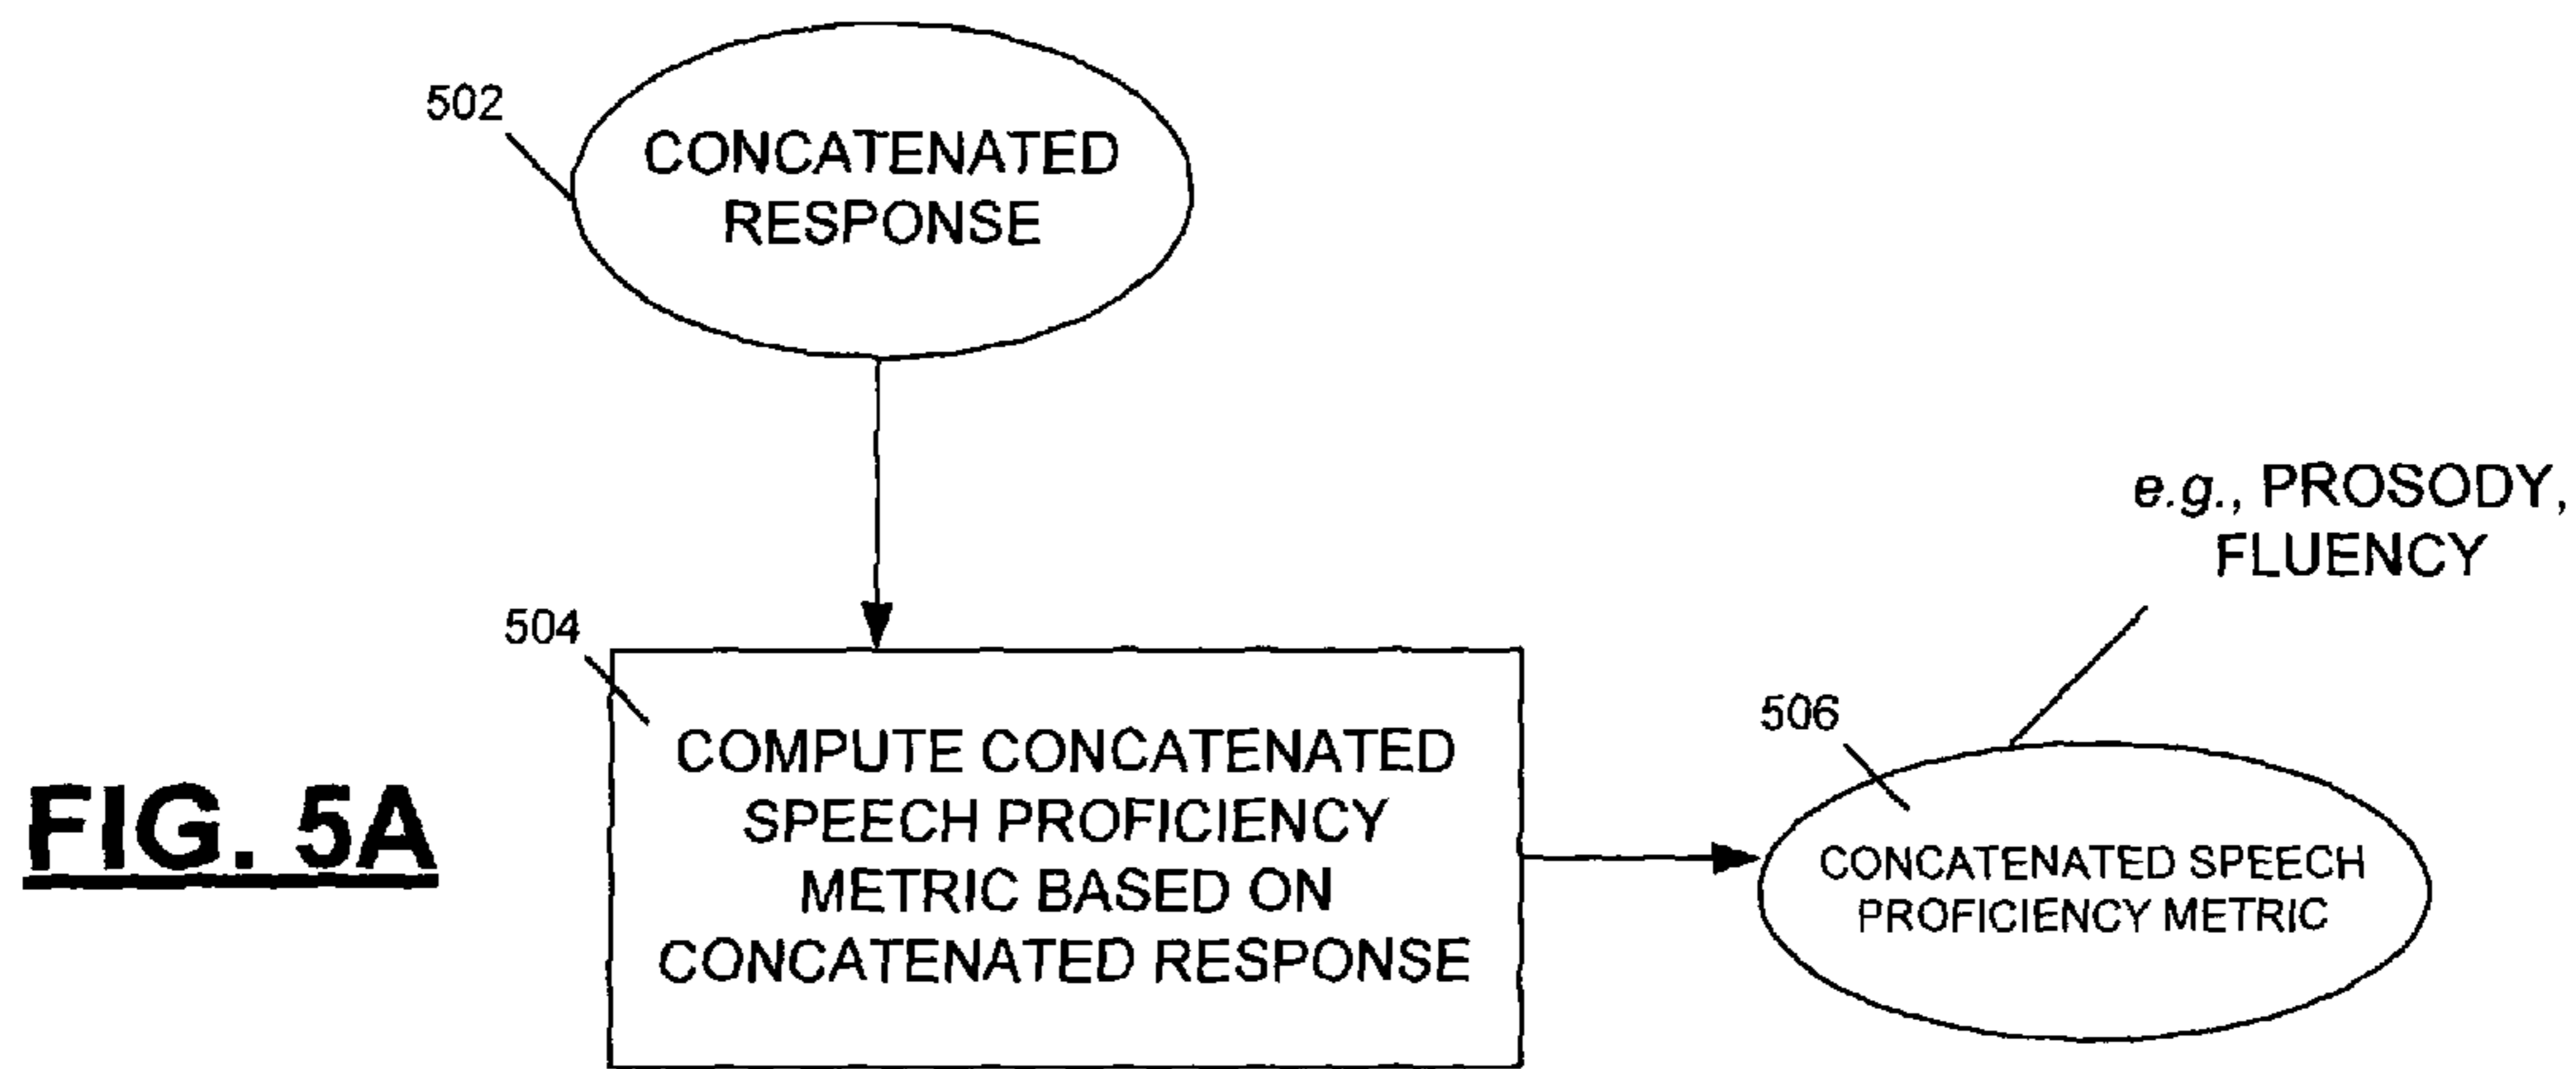 502
CONCATENATED
RESPONSE
e.g., PROSODY,
FLUENCY
504
COMPUTE CONCATENATED
SPEECH PROFICIENCY
METRIC BASED ON
CONCATENATED RESPONSE
506
CONCATENATED SPEECH
PROFICIENCY METRIC
FIG. 5A